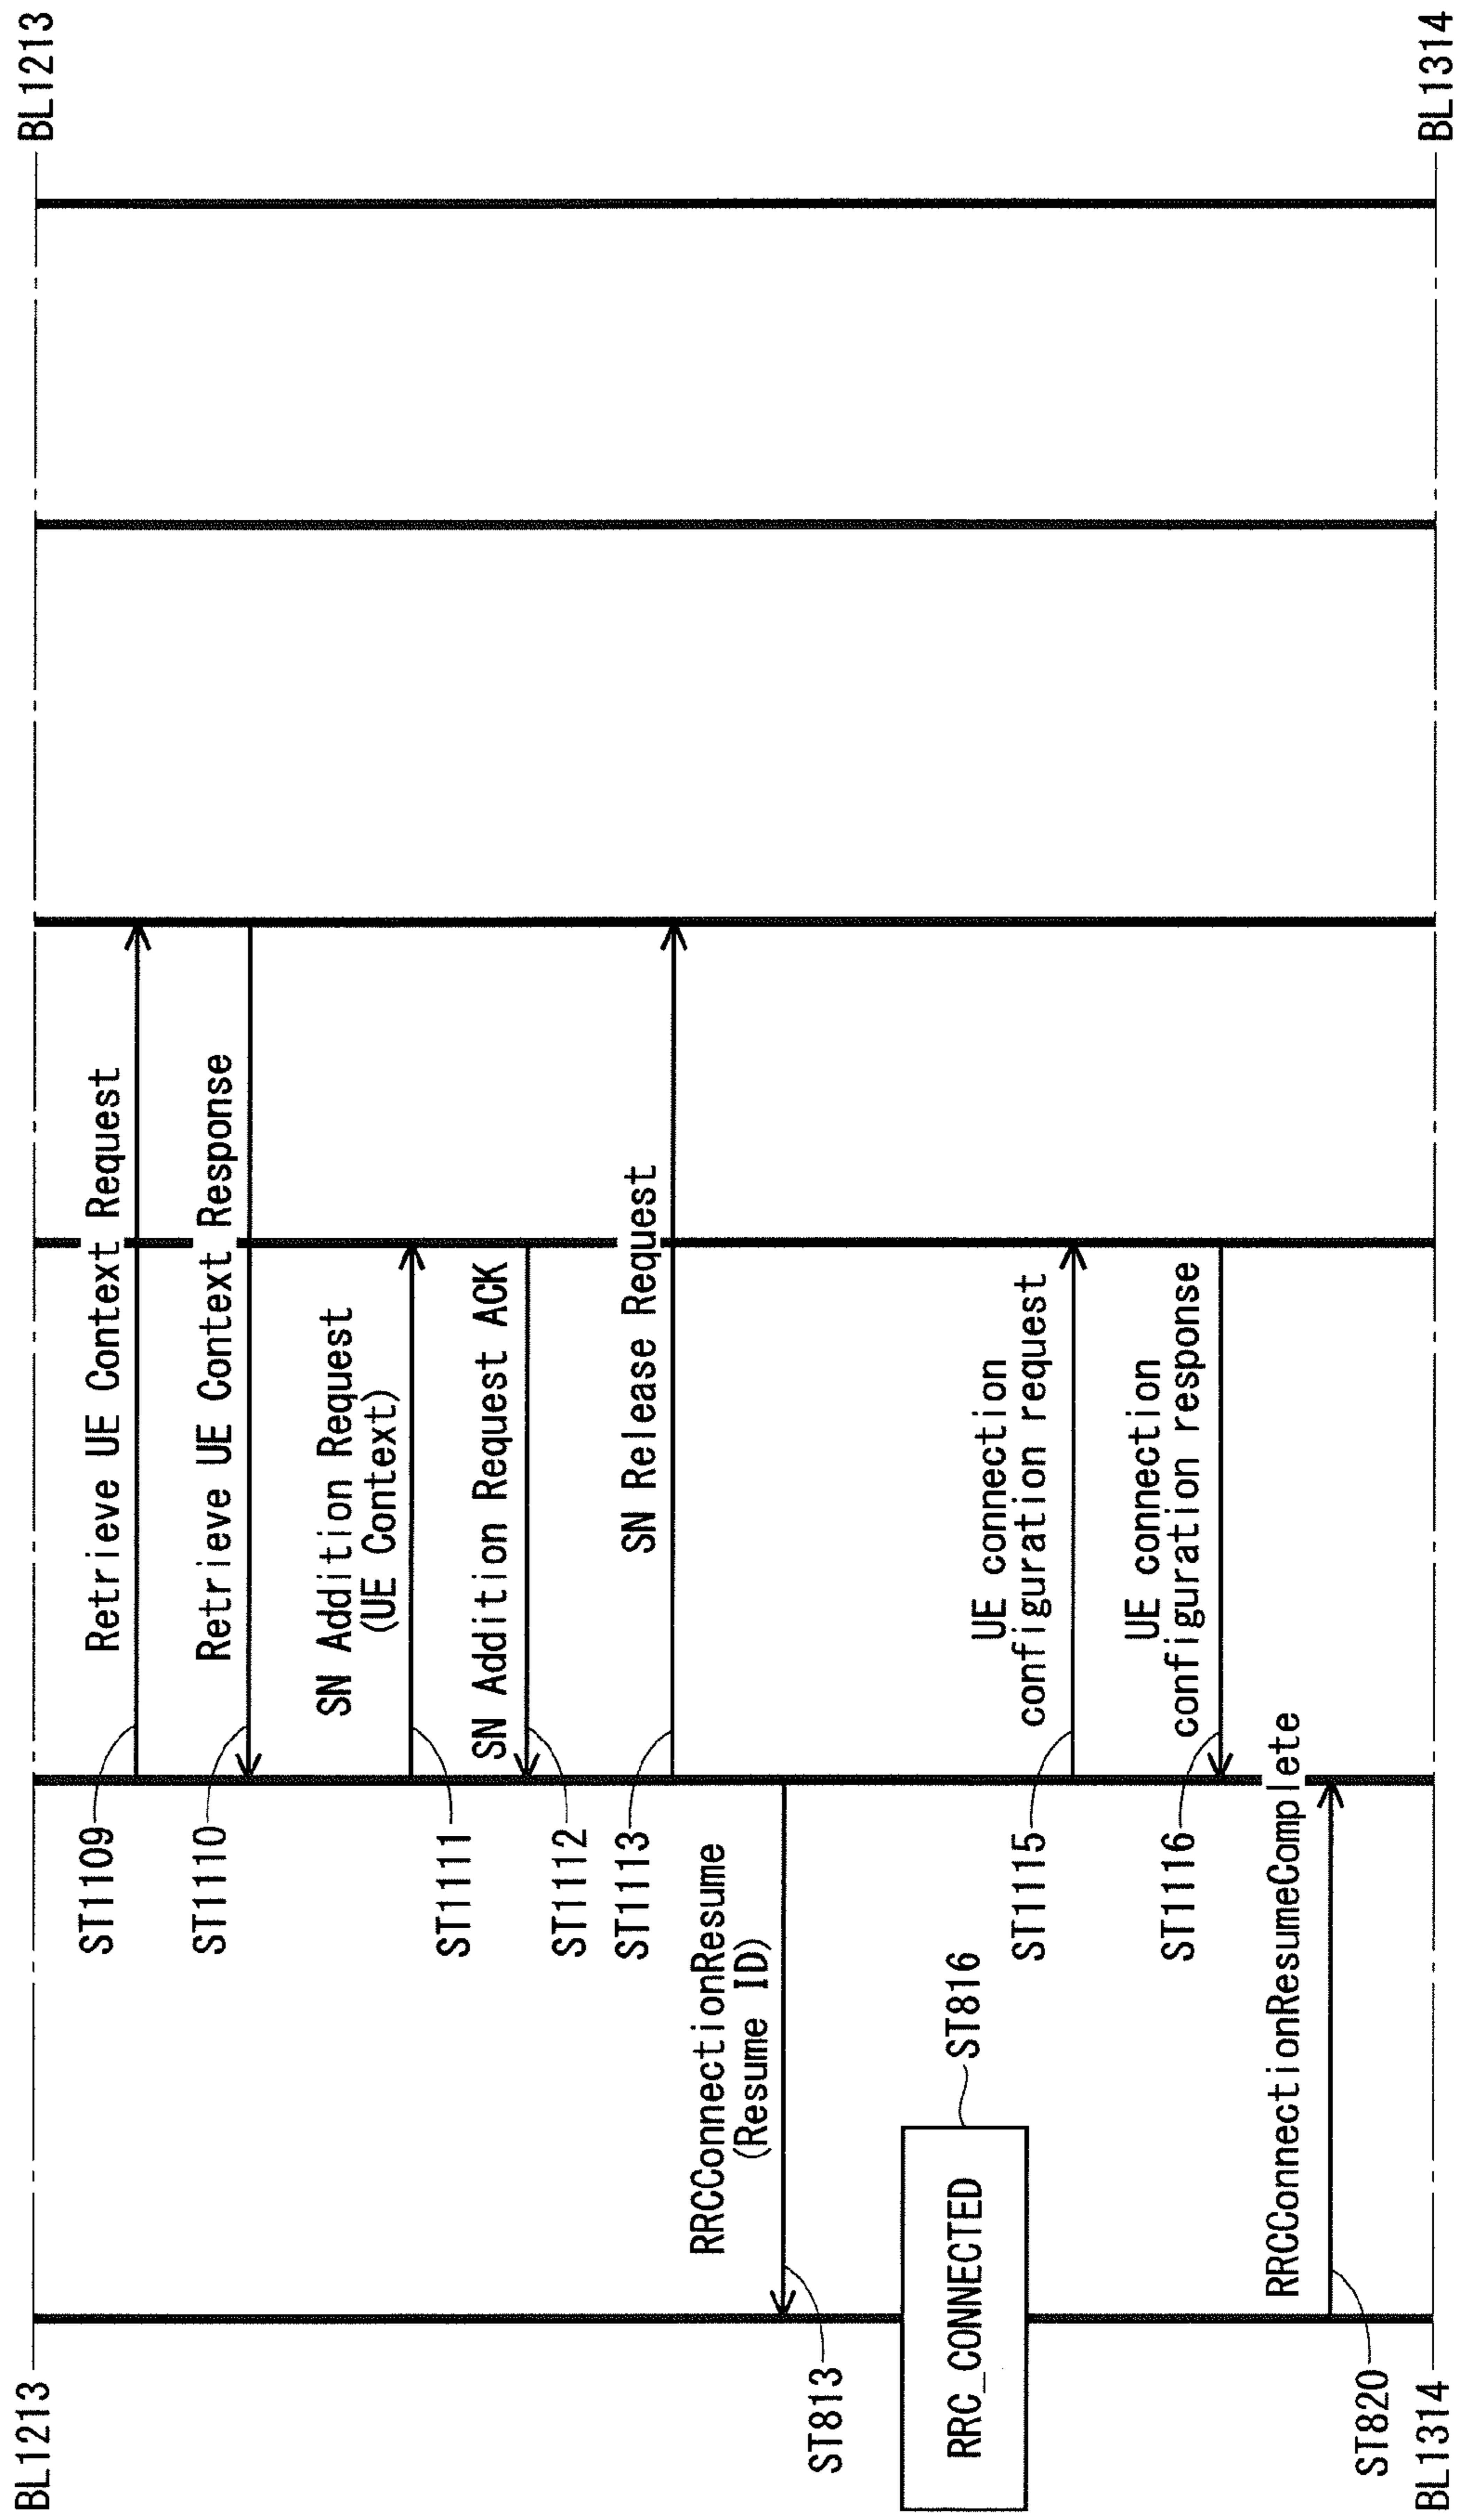 BL1213
BL1213
Retrieve UE Context Request
ST1109
Retrieve UE Context Response
ST1110
SN Addition Request
(UE Context)
ST1111
SN Addition Request ACK
ST1112
SN Release Request
ST1113
RRCConnectionResume
(Resume ID)
ST813
RRC_CONNECTED
ST816
UE connection
configuration request
ST1115
UE connection
configuration response
ST1116
RRCConnectionResumeComplete
ST820
BL1314
BL1314